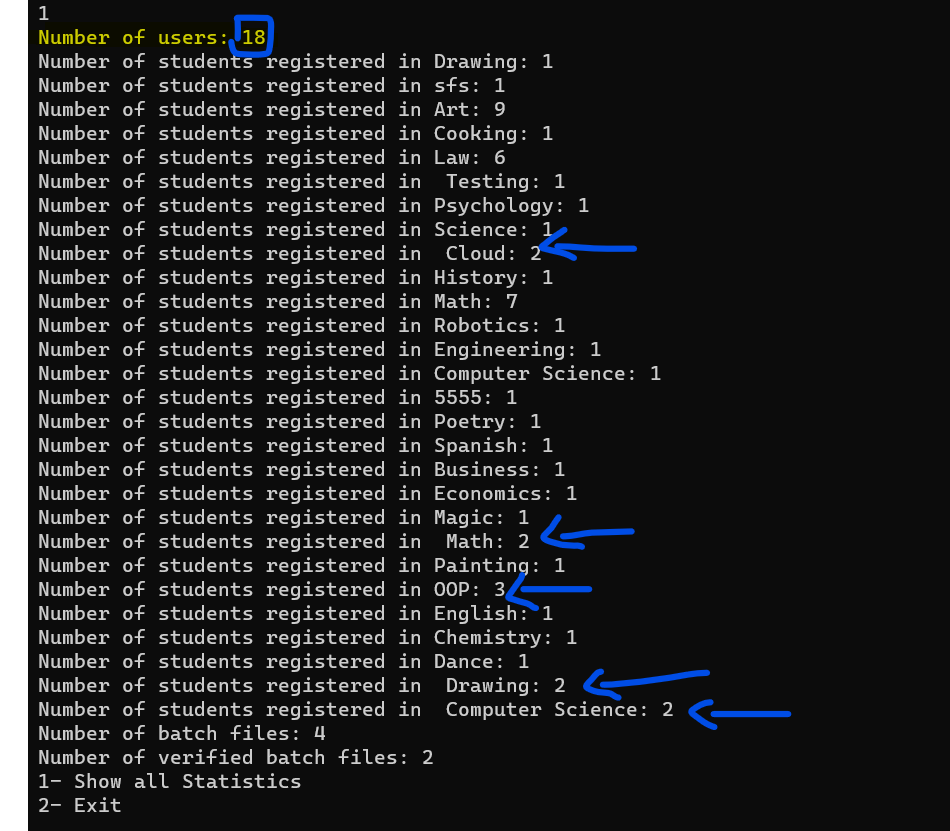 1
Number of users: 18
Number of students registered in Drawing: 1
Number of students registered in sfs: 1
Number of students registered in Art: 9
Number of students registered in Cooking: 1
Number of students registered in Law: 6
Number of students registered in  Testing: 1
Number of students registered in Psychology: 1
Number of students registered in Science: 1
Number of students registered in  Cloud: 2
Number of students registered in History: 1
Number of students registered in Math: 7
Number of students registered in Robotics: 1
Number of students registered in Engineering: 1
Number of students registered in Computer Science: 1
Number of students registered in 5555: 1
Number of students registered in Poetry: 1
Number of students registered in Spanish: 1
Number of students registered in Business: 1
Number of students registered in Economics: 1
Number of students registered in Magic: 1
Number of students registered in  Math: 2
Number of students registered in Painting: 1
Number of students registered in OOP: 3
Number of students registered in English: 1
Number of students registered in Chemistry: 1
Number of students registered in Dance: 1
Number of students registered in  Drawing: 2
Number of students registered in  Computer Science: 2
Number of batch files: 4
Number of verified batch files: 2
1- Show all Statistics
2- Exit